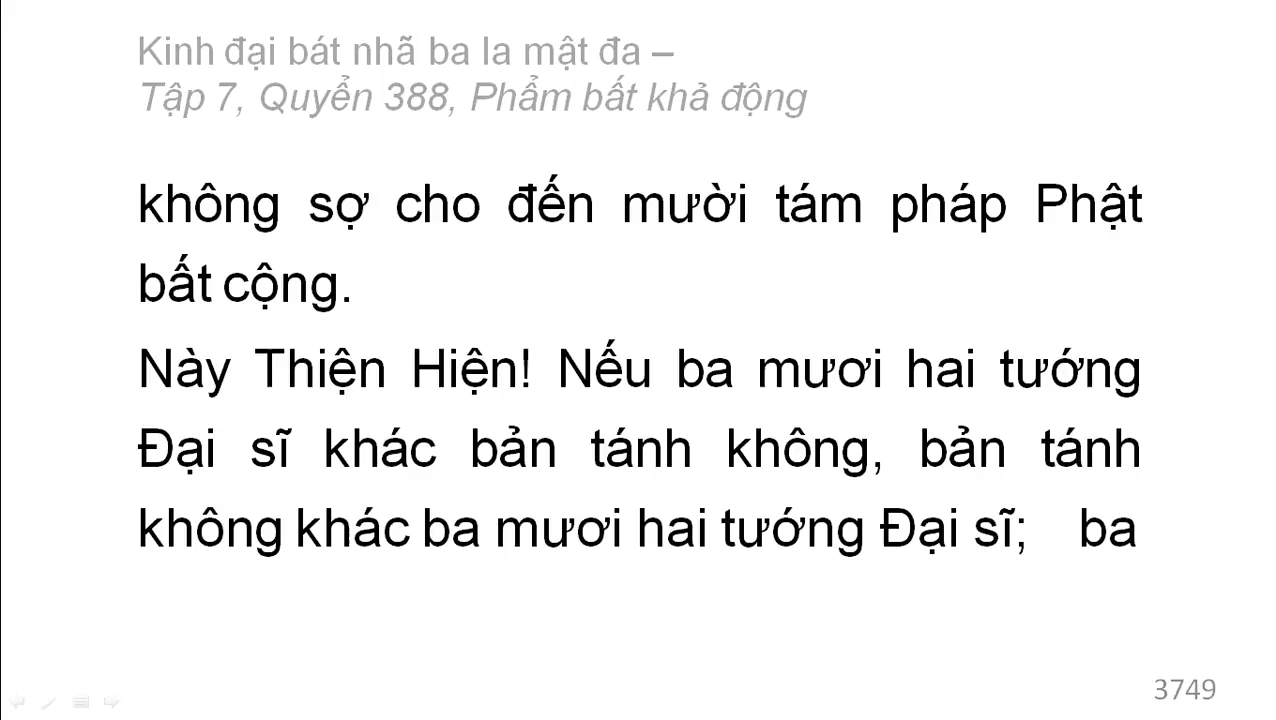 Kinh đại bát nhã ba la mật đa –
Tập 7, Quyển 388, Phẩm bất khả động
không sợ cho đến mười tám pháp Phật
bất cộng.
Này Thiện Hiện! Nếu ba mươi hai tướng
Đại sĩ khác bản tánh không, bản tánh
không khác ba mươi hai tướng Đại sĩ; ba
3749